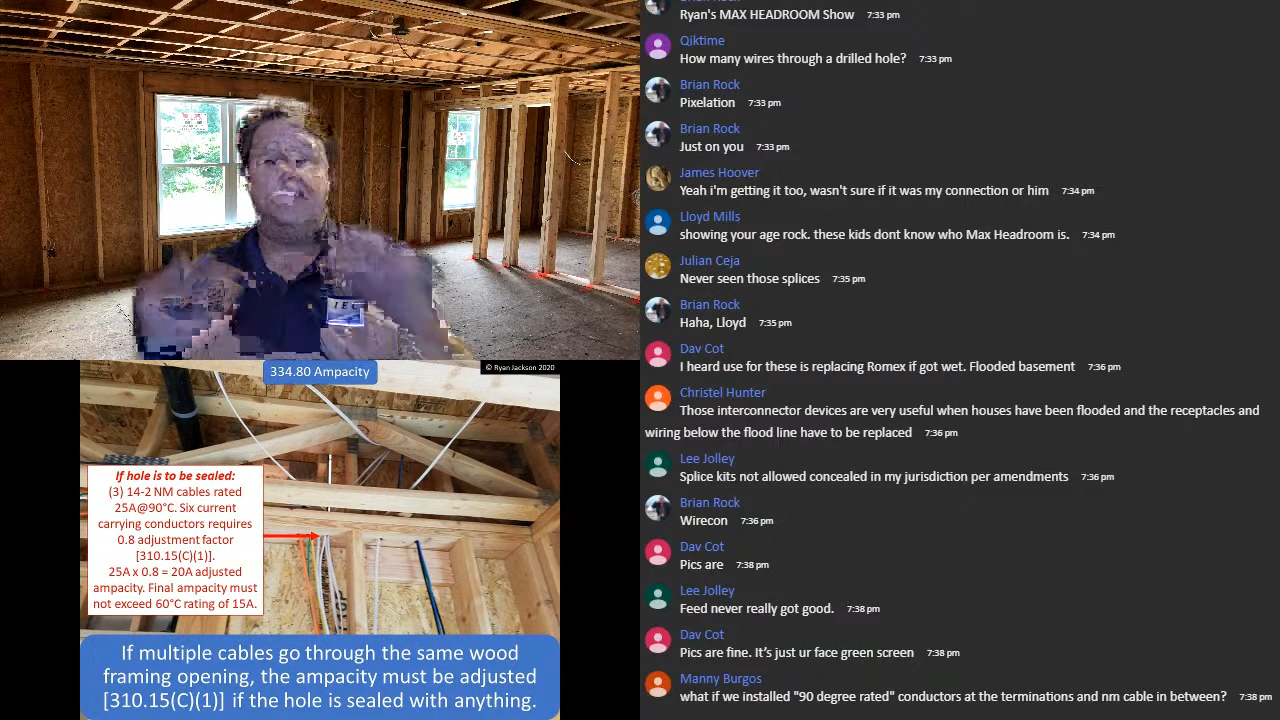 IEC
334.80 Ampacity
© Ryan Jackson 2020
If hole is to be sealed:
(3) 14-2 NM cables rated
25A@90°C. Six current
carrying conductors requires
0.8 adjustment factor
[310.15(C)(1)].
25A x 0.8 = 20A adjusted
ampacity. Final ampacity must
not exceed 60°C rating of 15A.
If multiple cables go through the same wood
framing opening, the ampacity must be adjusted
[310.15(C)(1)] if the hole is sealed with anything.
Ryan's MAX HEADROOM Show 7:33 pm
Qiktime
How many wires through a drilled hole? 7:33 pm
Brian Rock
Pixelation 7:33 pm
Brian Rock
Just on you 7:33 pm
James Hoover
Yeah i'm getting it too, wasn't sure if it was my connection or him 7:34 pm
Lloyd Mills
showing your age rock. these kids dont know who Max Headroom is. 7:34 pm
Julian Ceja
Never seen those splices 7:35 pm
Brian Rock
Haha, Lloyd 7:35 pm
Dav Cot
I heard use for these is replacing Romex if got wet. Flooded basement 7:36 pm
Christel Hunter
Those interconnector devices are very useful when houses have been flooded and the receptacles and
wiring below the flood line have to be replaced 7:36 pm
Lee Jolley
Splice kits not allowed concealed in my jurisdiction per amendments 7:36 pm
Brian Rock
Wirecon 7:36 pm
Dav Cot
Pics are 7:38 pm
Lee Jolley
Feed never really got good. 7:38 pm
Dav Cot
Pics are fine. It's just ur face green screen 7:38 pm
Manny Burgos
what if we installed "90 degree rated" conductors at the terminations and nm cable in between? 7:38 pm